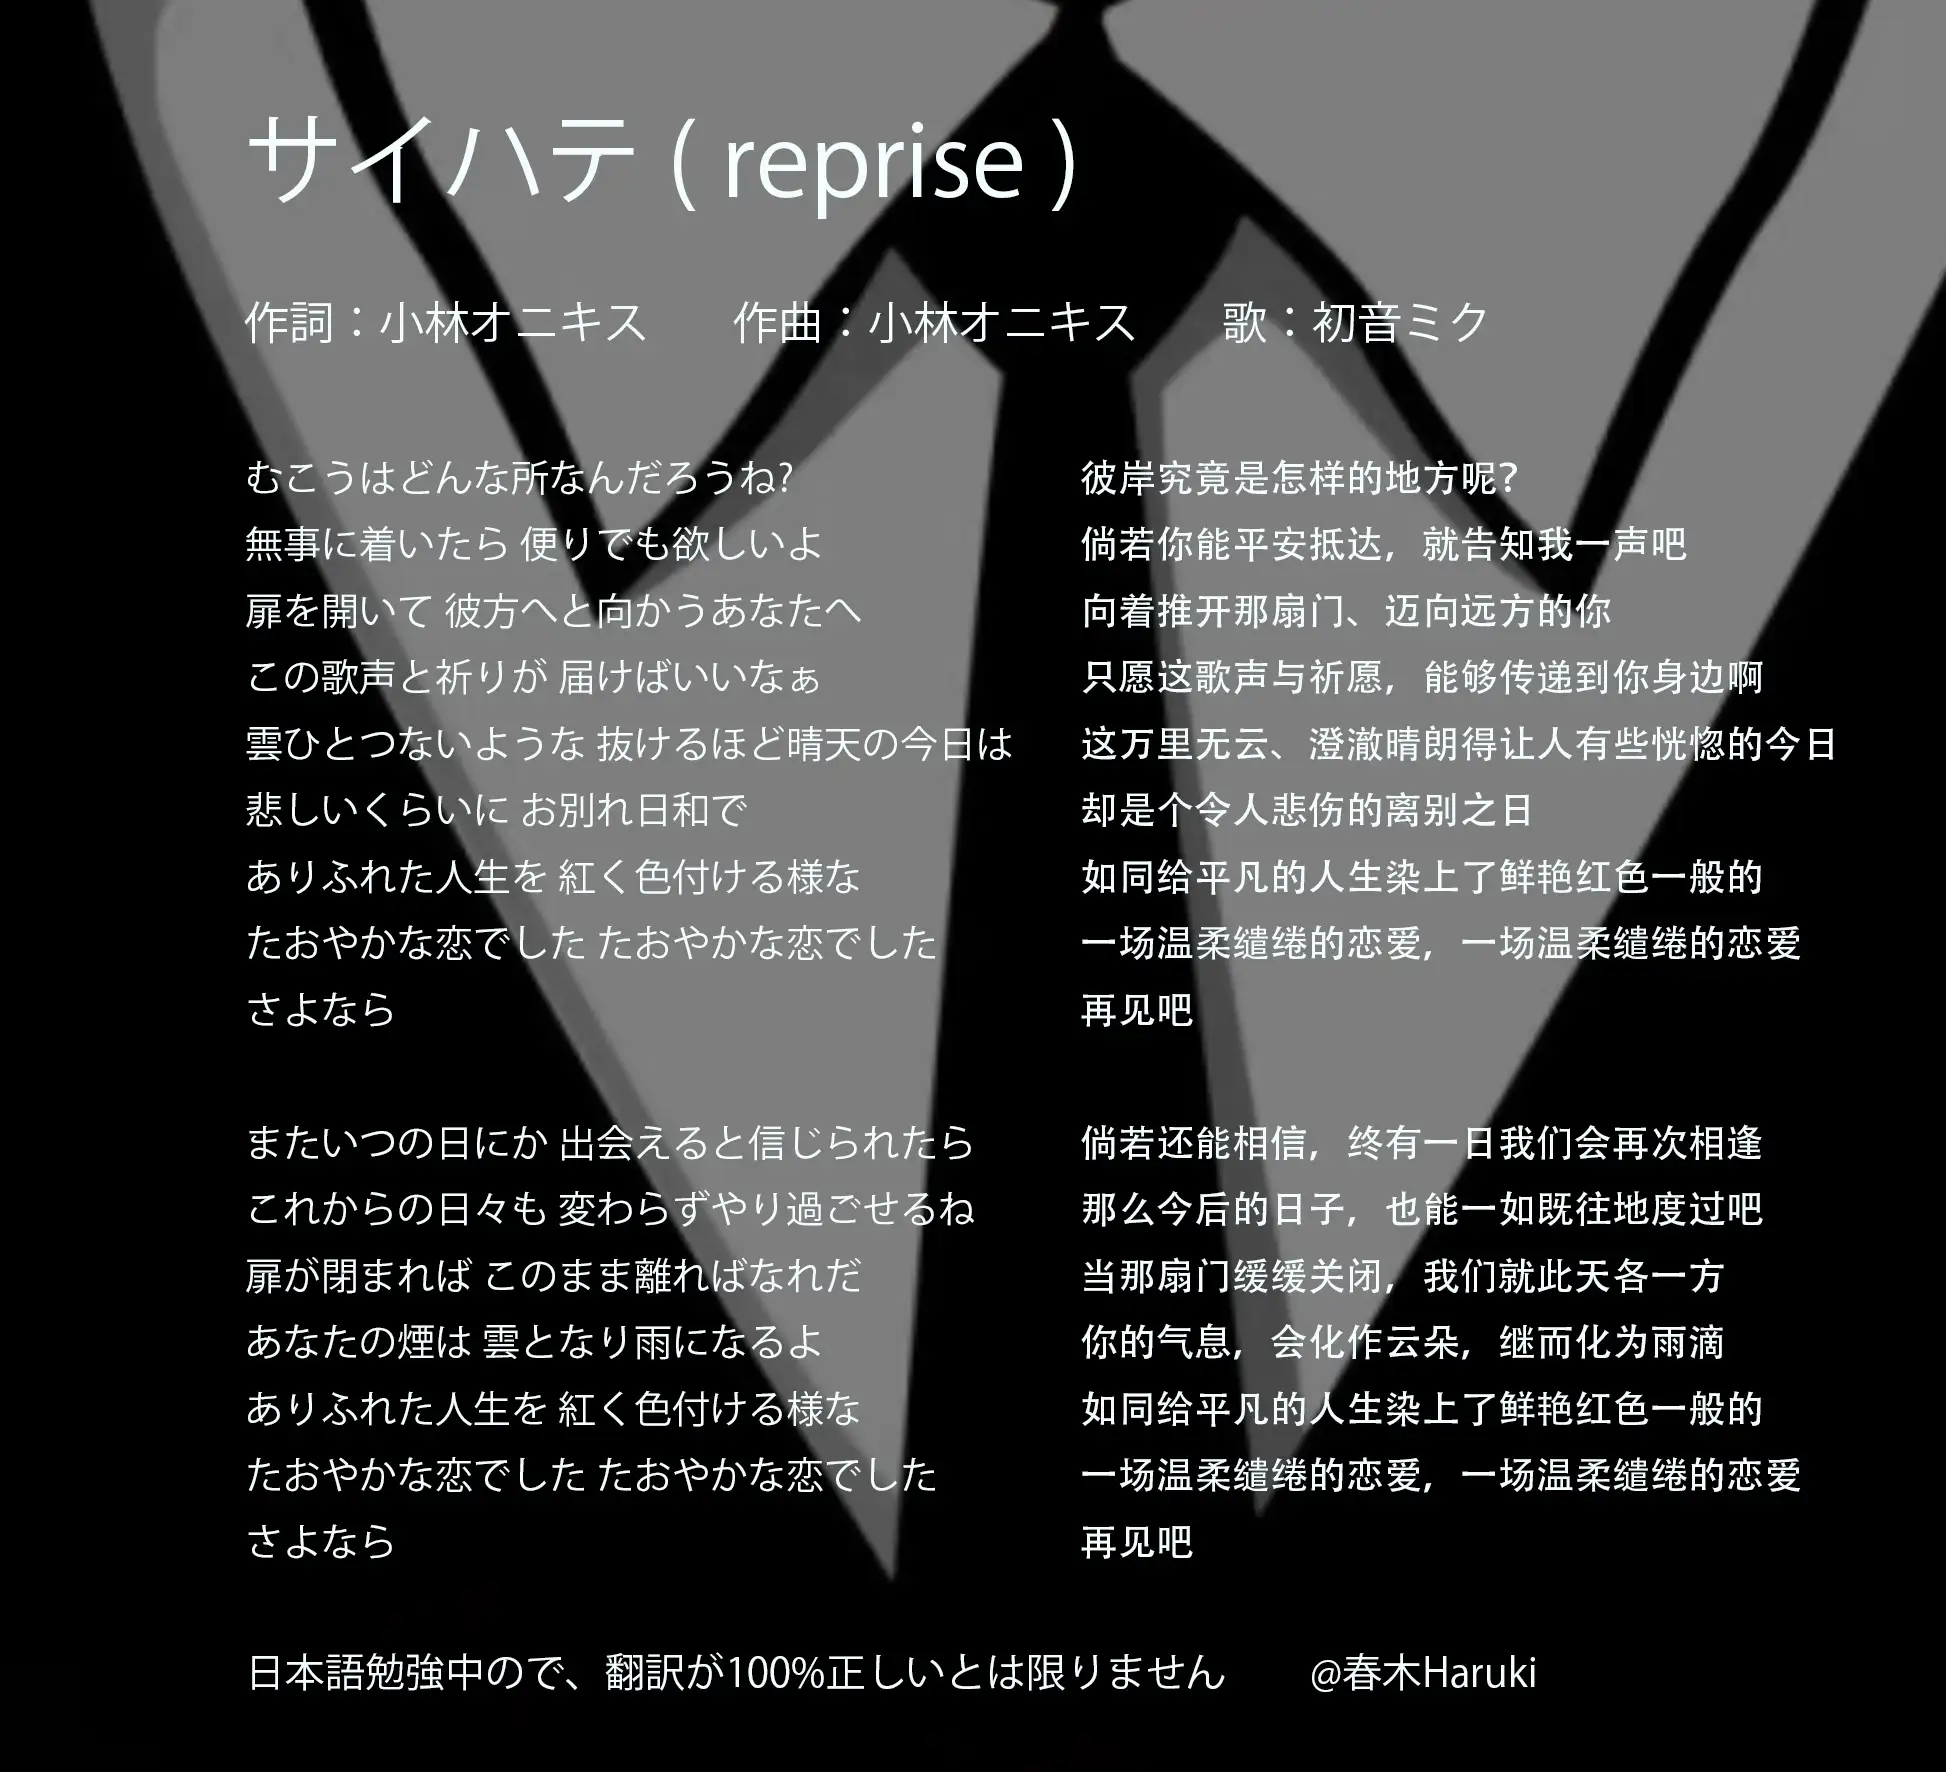 サイハテ ( reprise )
作詞：小林オニキス　作曲：小林オニキス　歌：初音ミク
むこうはどんな所なんだろうね?
無事に着いたら 便りでも欲しいよ
扉を開いて 彼方へと向かうあなたへ
この歌声と祈りが 届けばいいなぁ
雲ひとつないような 抜けるほど晴天の今日は
悲しいくらいに お別れ日和で
ありふれた人生を 紅く色付ける様な
たおやかな恋でした たおやかな恋でした
さよなら
またいつの日にか 出会えると信じられたら
これからの日々も 変わらずやり過ごせるね
扉が閉まれば このまま離ればなれだ
あなたの煙は 雲となり雨になるよ
ありふれた人生を 紅く色付ける様な
たおやかな恋でした たおやかな恋でした
さよなら
彼岸究竟是怎样的地方呢？
倘若你能平安抵达，就告知我一声吧
向着推开那扇门、迈向远方的你
只愿这歌声与祈愿，能够传递到你身边啊
这万里无云、澄澈晴朗得让人有些恍惚的今日
却是个令人悲伤的离别之日
如同给平凡的人生染上了鲜艳红色一般的
一场温柔缱绻的恋爱，一场温柔缱绻的恋爱
再见吧
倘若还能相信，终有一日我们会再次相逢
那么今后的日子，也能一如既往地度过吧
当那扇门缓缓关闭，我们就此天各一方
你的气息，会化作云朵，继而化为雨滴
如同给平凡的人生染上了鲜艳红色一般的
一场温柔缱绻的恋爱，一场温柔缱绻的恋爱
再见吧
日本語勉強中ので、翻訳が100%正しいとは限りません　@春木Haruki